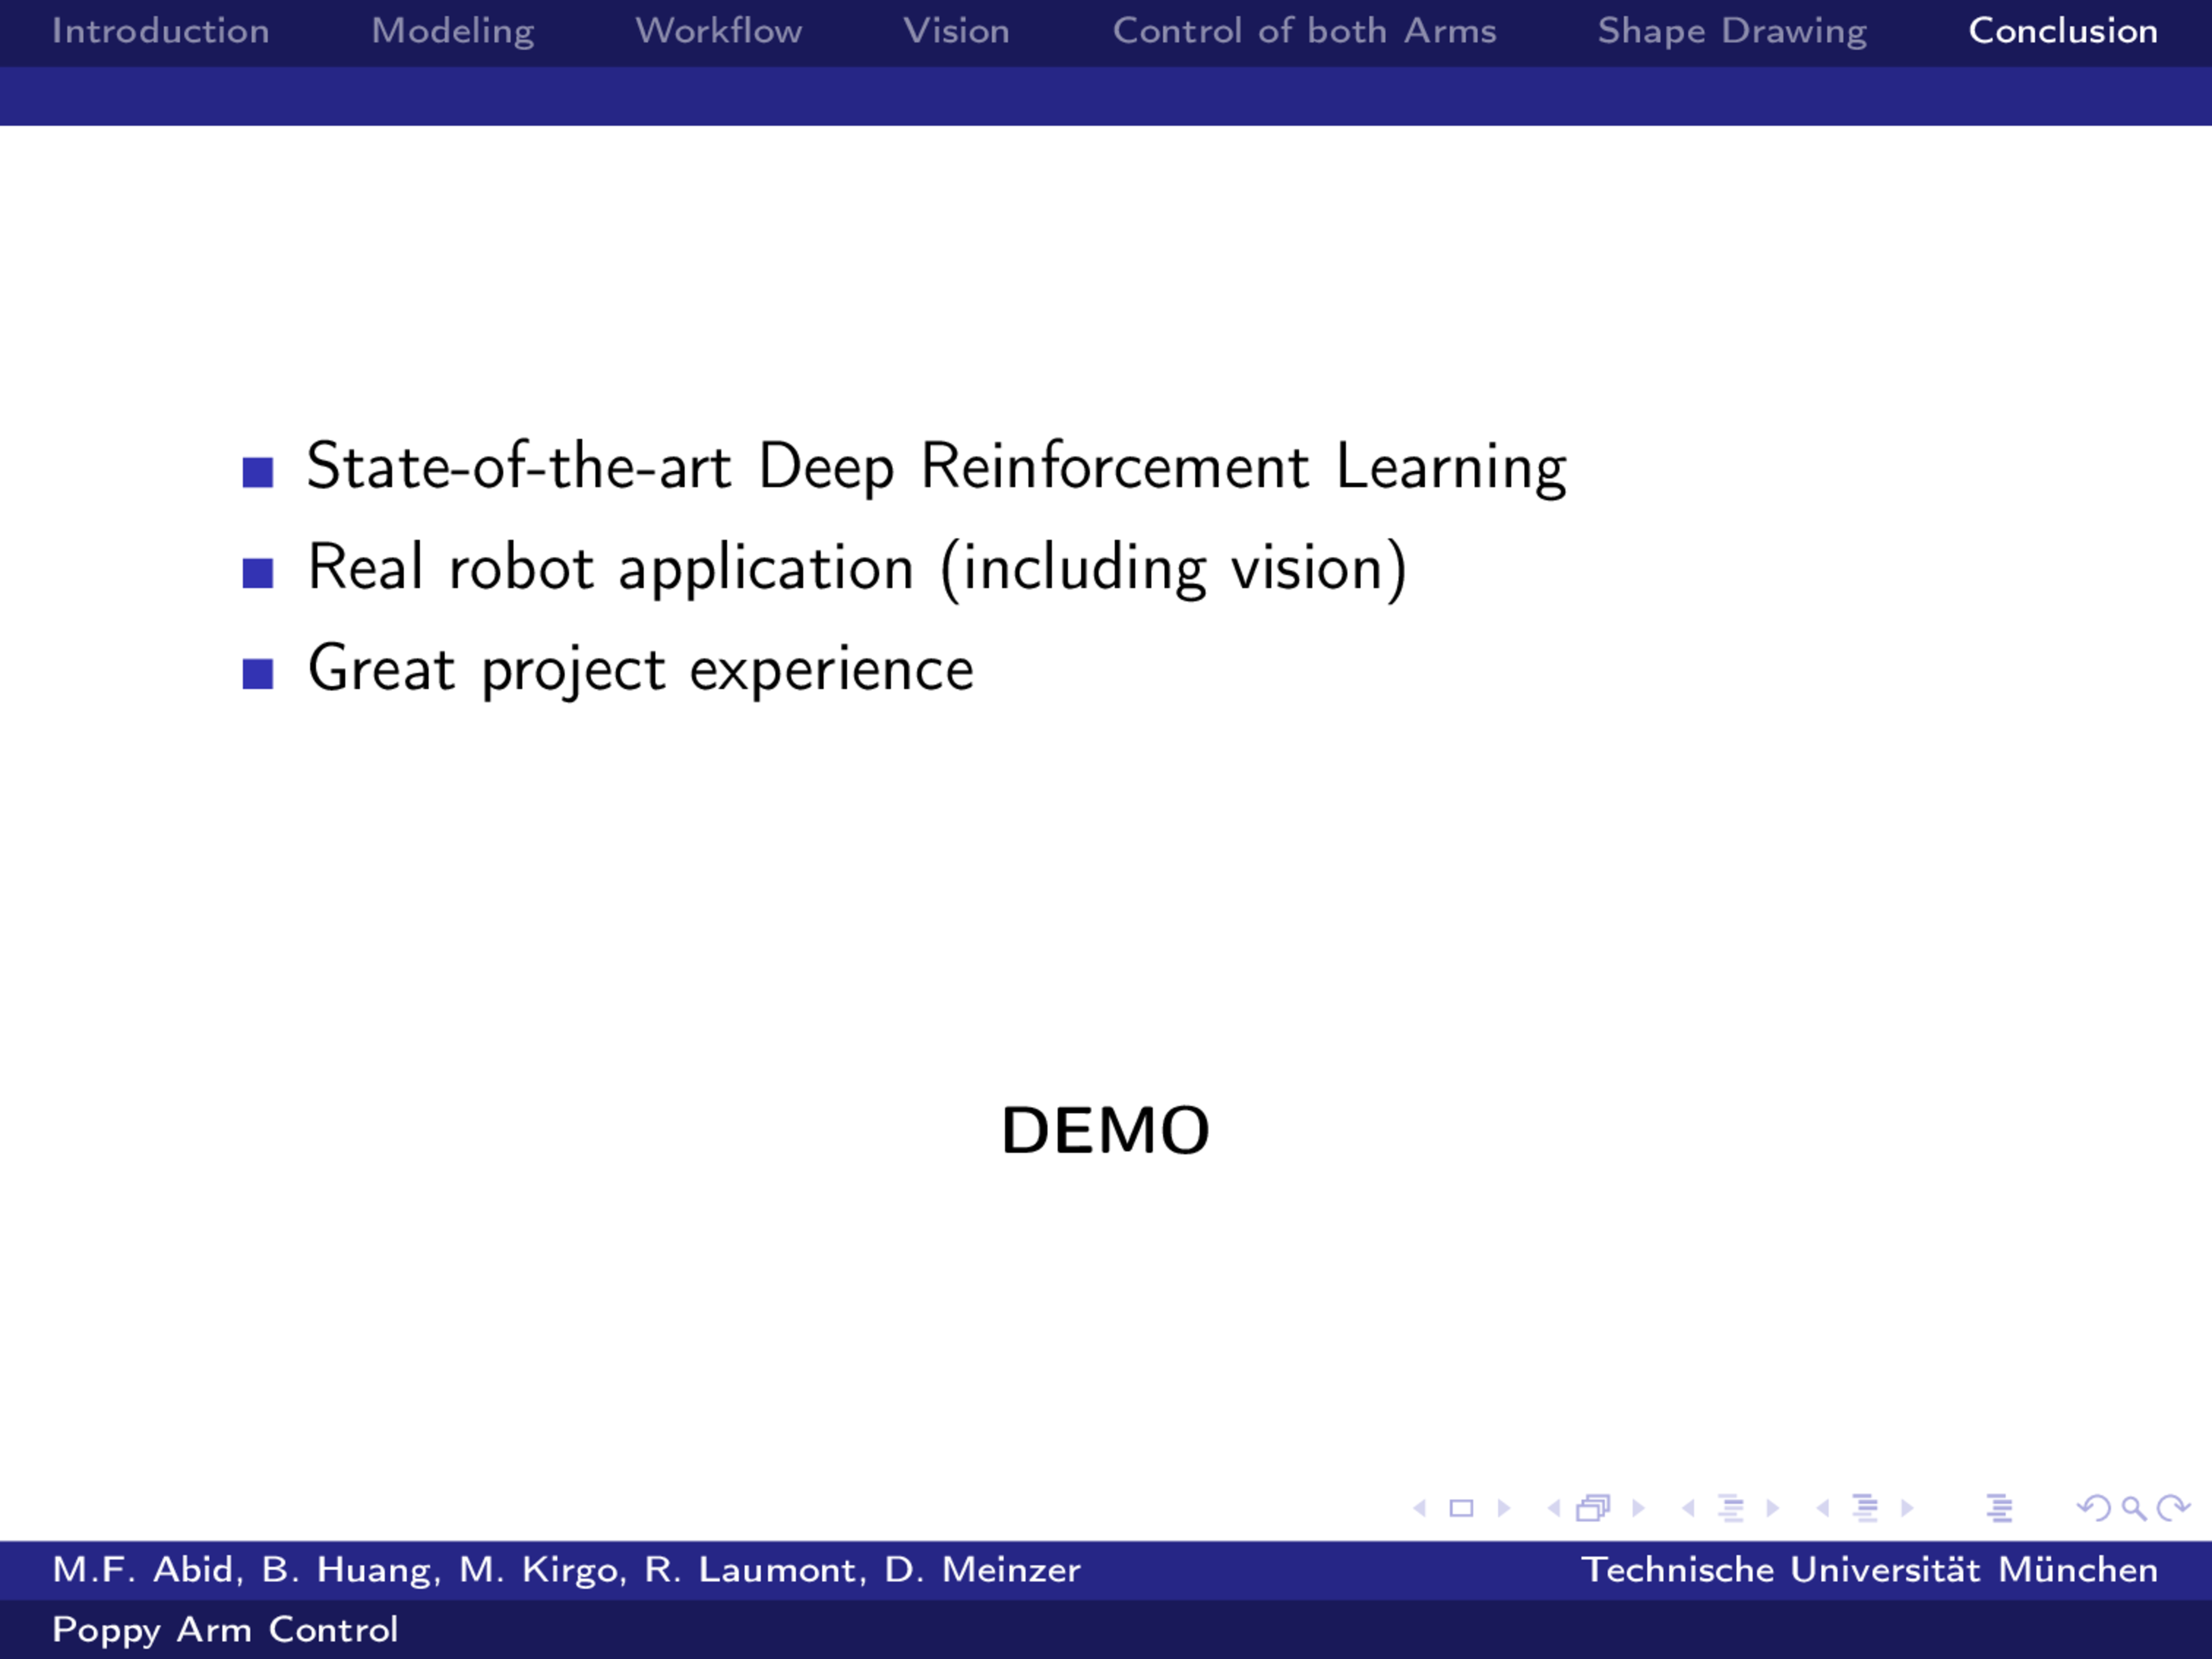 Introduction Modeling Workflow Vision Control of both Arms Shape Drawing Conclusion
State-of-the-art Deep Reinforcement Learning
Real robot application (including vision)
Great project experience
DEMO
M.F. Abid, B. Huang, M. Kirgo, R. Laumont, D. Meinzer Technische Universität München
Poppy Arm Control